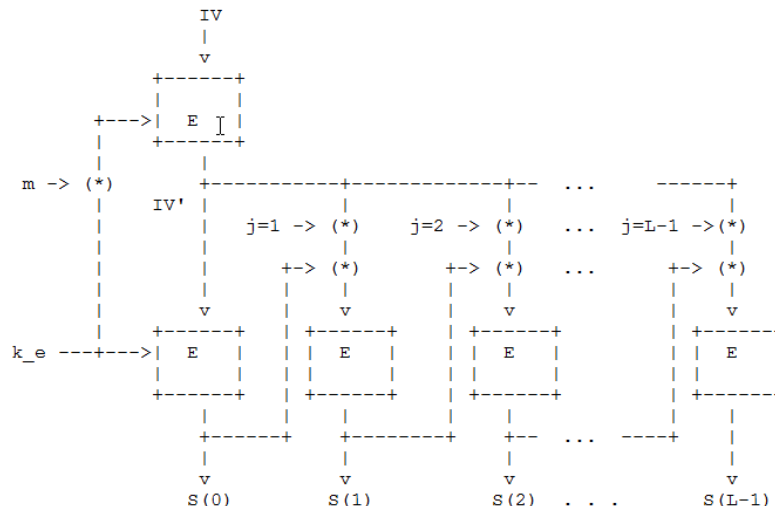 IV
|
v
+------+
|      |
+--->|  E   |
|    +------+
|        |
m -> (*)     +-----------+-------------+--  ...   ------+
|    IV' |           |             |                |
|        |   j=1 -> (*)    j=2 -> (*)   ...  j=L-1 ->(*)
|        |           |             |                |
|        |      +-> (*)       +-> (*)   ...      +-> (*)
|        |      |    |        |    |             |   |
|        v      |    v        |    v             |   v
|    +------+   | +------+    | +------+         | +------+
k_e ---+--->|  E   |   | |  E   |    | |  E   |         | |  E
|      |   | |      |    | |      |         | |
+------+   | +------+    | +------+         | +------+
|      |    |        |    |             |   |
+------+    +--------+    +--  ...  ----+   |
|           |             |                |
v           v             v                v
S(0)        S(1)          S(2)  . . .       S(L-1)